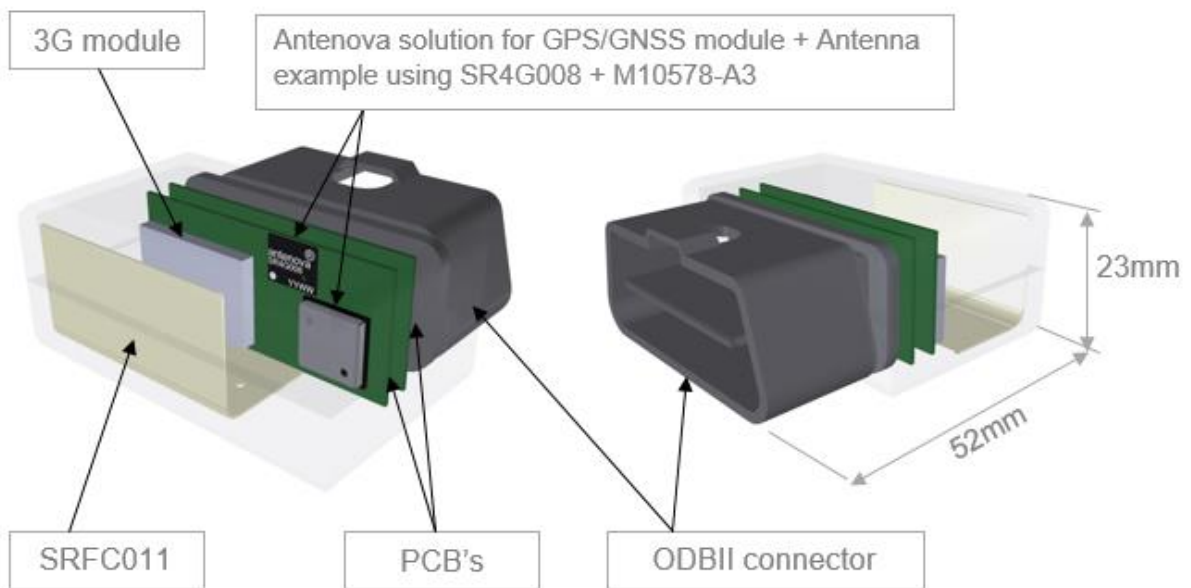 3G module
Antenova solution for GPS/GNSS module + Antenna
example using SR4G008 + M10578-A3
antenova
SR4G008
YYWW
23mm
52mm
SRFC011
PCB's
ODBII connector